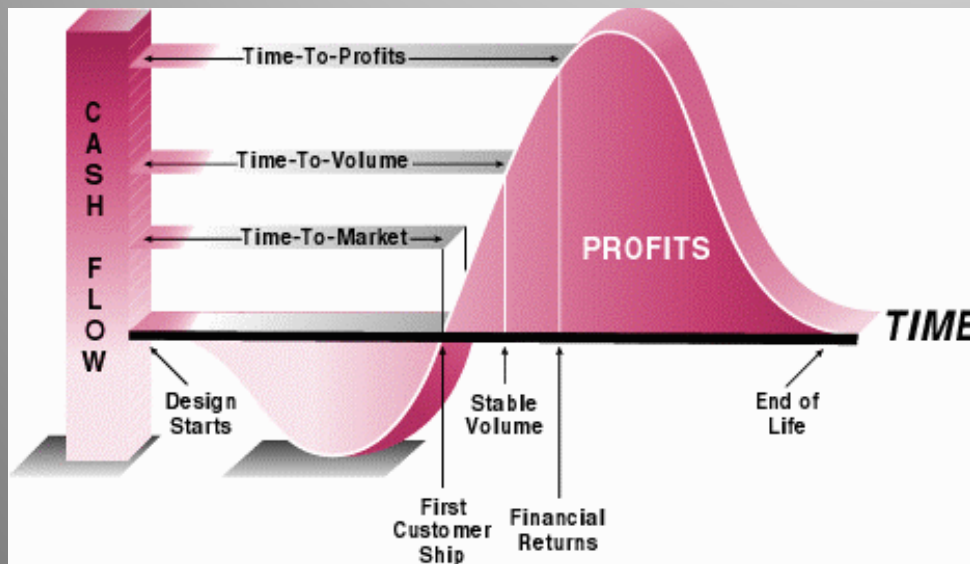 CASH FLOW
Time-To-Profits
Time-To-Volume
Time-To-Market
PROFITS
TIME
Design
Starts
Stable
Volume
End of
Life
First
Customer
Ship
Financial
Returns